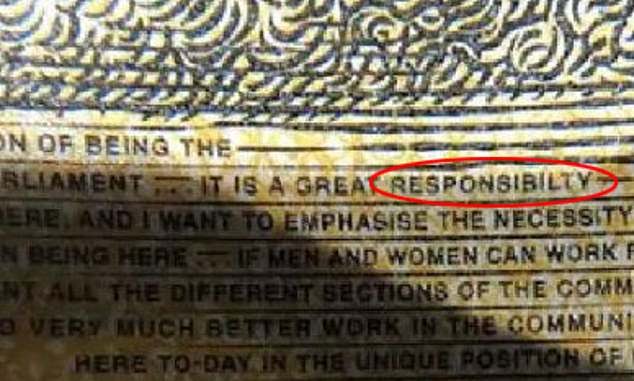 ON OF BEING THE
RLIAMENT ... IT IS A GREAT RESPONSIBILTY
ERE, AND I WANT TO EMPHASISE THE NECESSITY
N BEING HERE ... IF MEN AND WOMEN CAN WORK
NT ALL THE DIFFERENT SECTIONS OF THE COMM
O VERY MUCH BETTER WORK IN THE COMMUNI
HERE TO-DAY IN THE UNIQUE POSITION OF